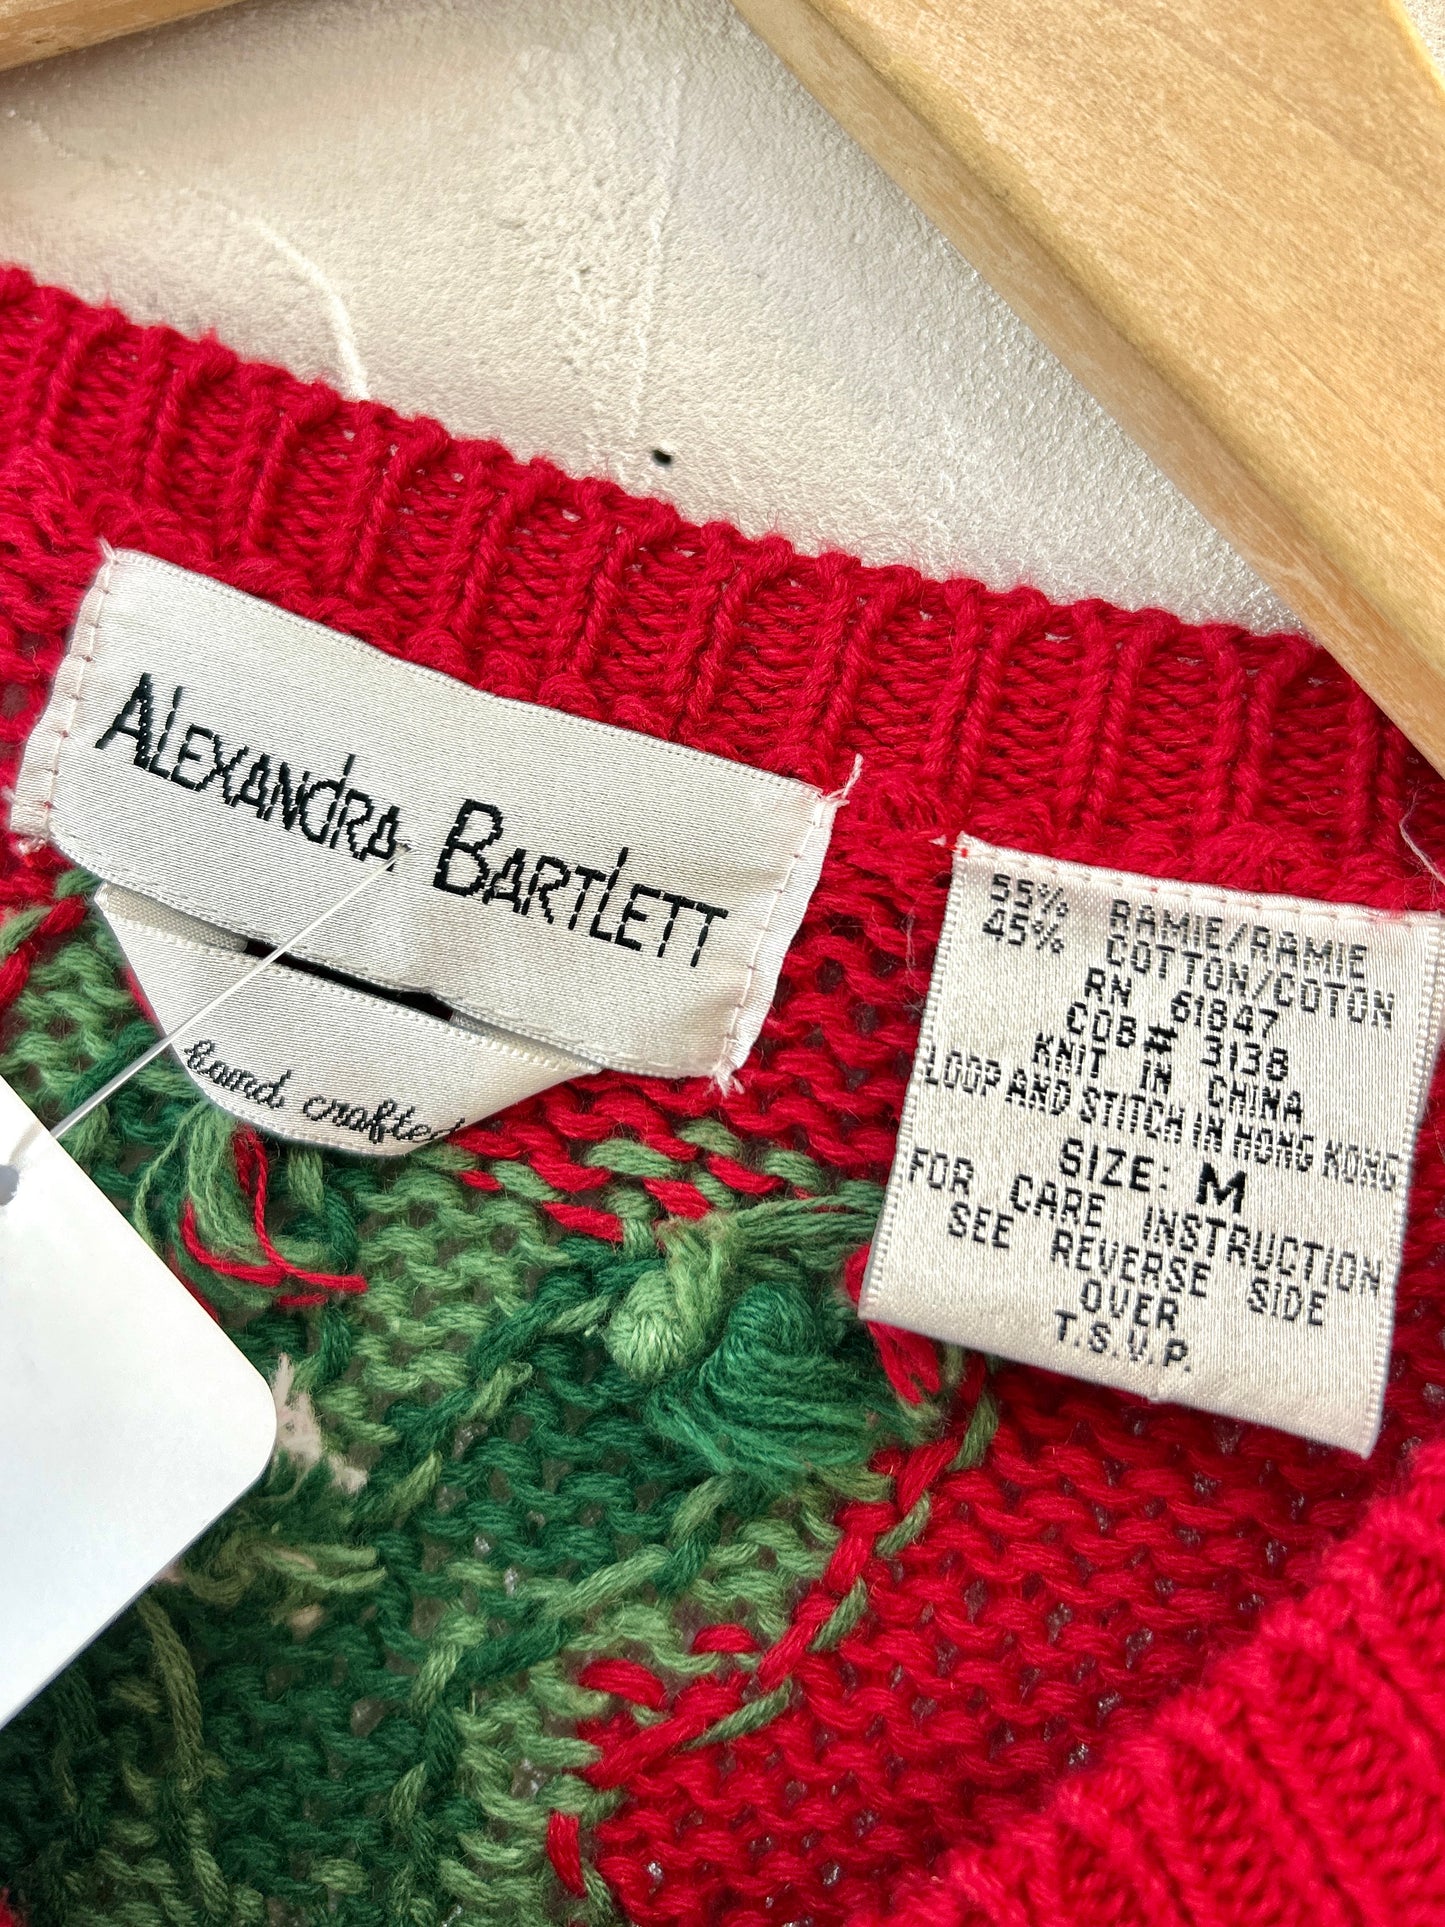 ALEXANDRA BARTLETT
hand crafted
55% RAMIE/RAMIE
45% COTTON/COTON
RN 61847
COB# 3138
KNIT IN CHINA
LOOP AND STITCH IN HONG KONG
SIZE: M
FOR CARE INSTRUCTION
SEE REVERSE SIDE
OVER
T.S.V.P.